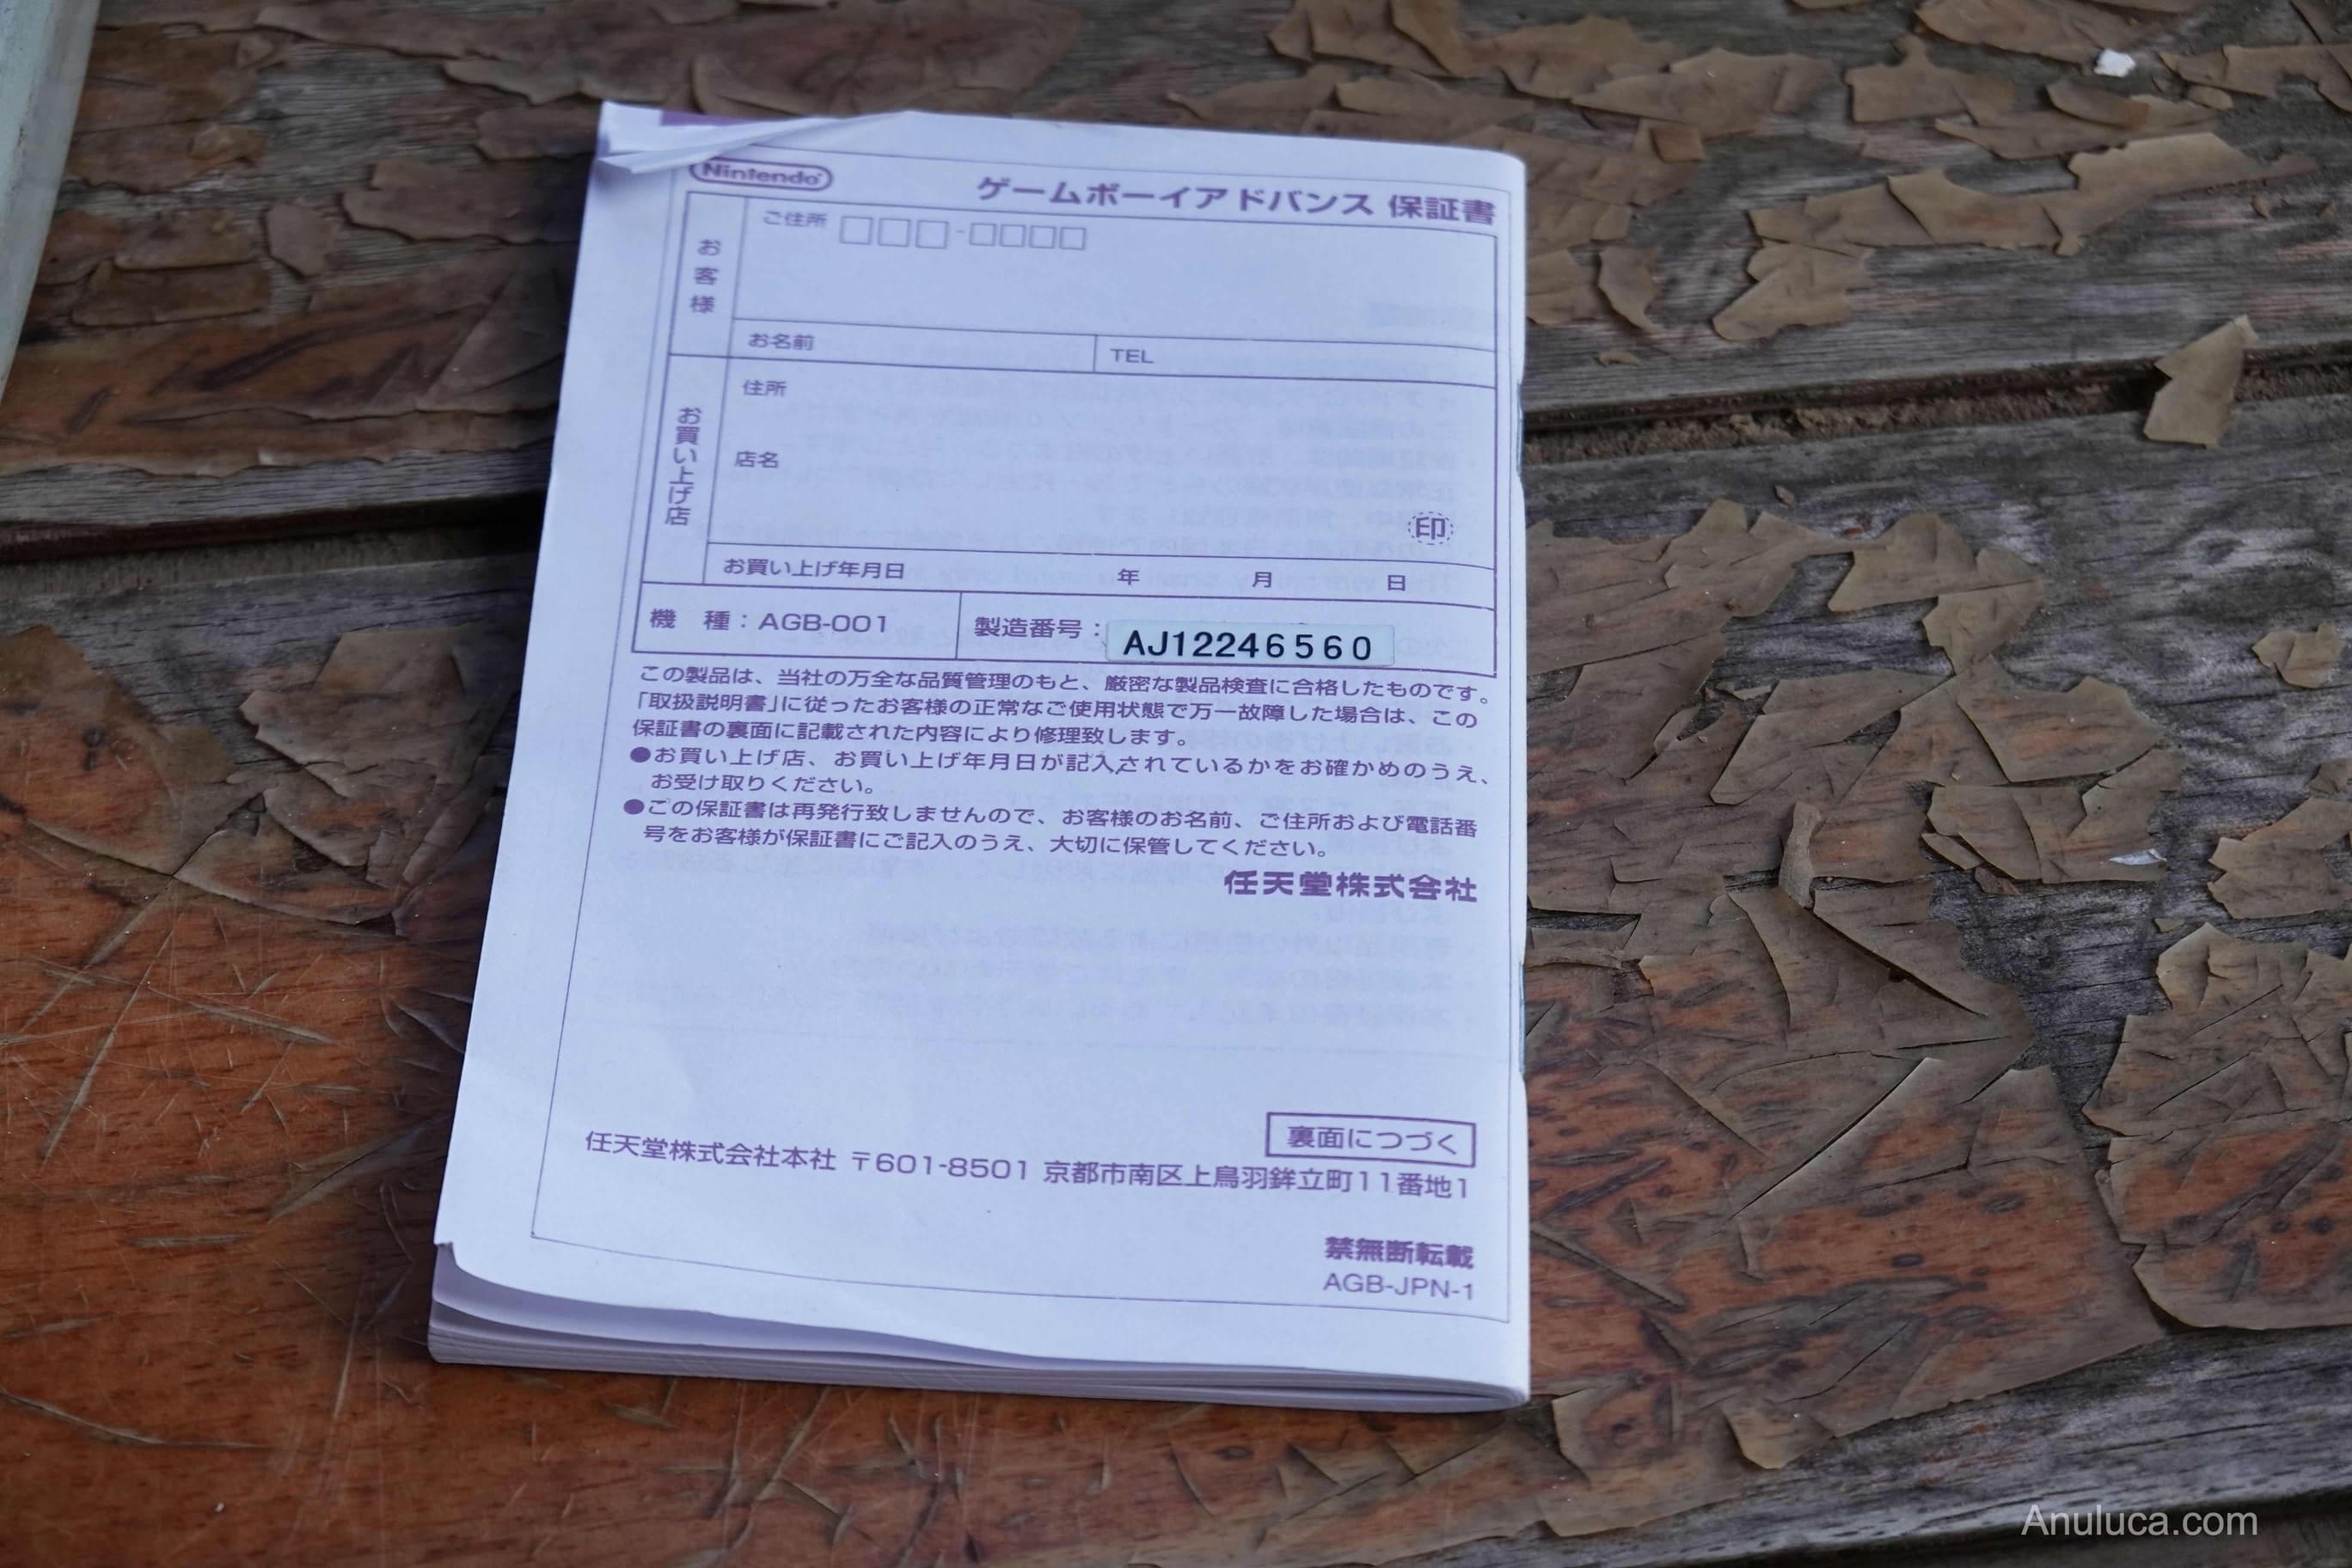 Nintendo
ゲームボーイアドバンス 保証書
お客様
ご住所 □□□-□□□□
お名前
TEL
お買い上げ店
住所
店名
印
お買い上げ年月日 年 月 日
機 種：AGB-001
製造番号：AJ12246560
この製品は、当社の万全な品質管理のもと、厳密な製品検査に合格したものです。
「取扱説明書」に従ったお客様の正常なご使用状態で万一故障した場合は、この
保証書の裏面に記載された内容により修理致します。
●お買い上げ店、お買い上げ年月日が記入されているかをお確かめのうえ、
お受け取りください。
●この保証書は再発行致しませんので、お客様のお名前、ご住所および電話番
号をお客様が保証書にご記入のうえ、大切に保管してください。
任天堂株式会社
裏面につづく
任天堂株式会社本社 〒601-8501 京都市南区上鳥羽鉾立町11番地1
禁無断転載
AGB-JPN-1
Anuluca.com